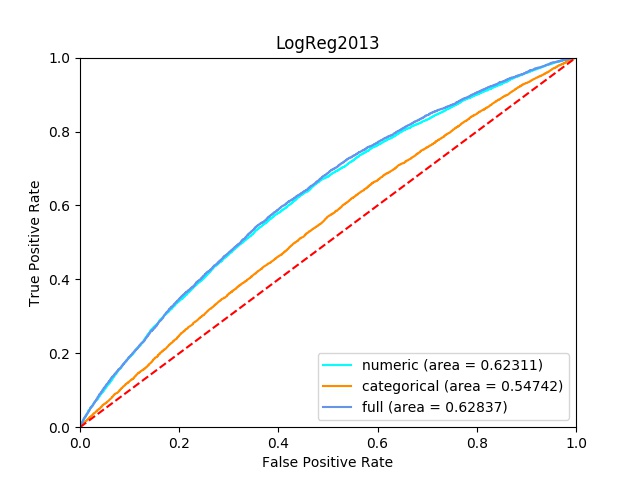 LogReg2013
1.0
0.8
0.6
0.4
0.2
0.0
True Positive Rate
numeric (area = 0.62311)
categorical (area = 0.54742)
full (area = 0.62837)
0.0 0.2 0.4 0.6 0.8 1.0
False Positive Rate